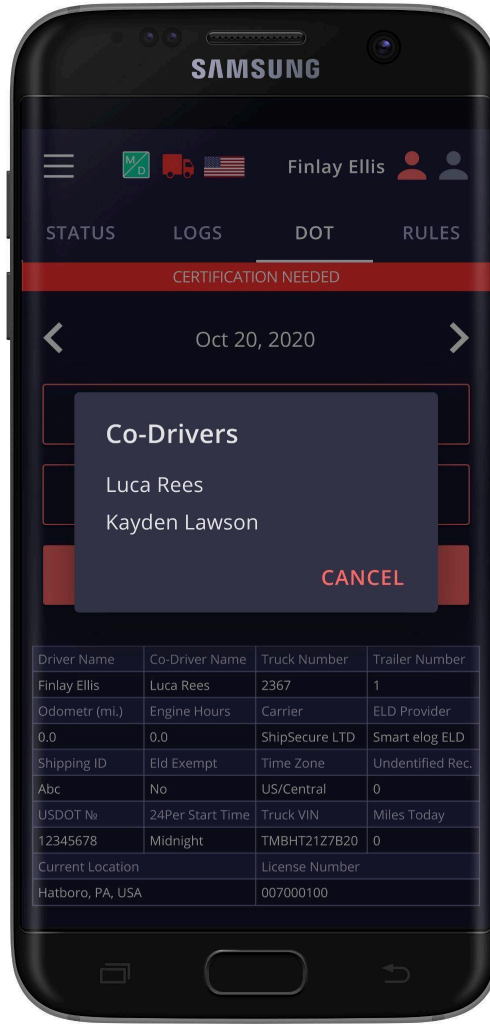 SAMSUNG
M/D
Finlay Ellis
STATUS LOGS DOT RULES
CERTIFICATION NEEDED
Oct 20, 2020
Co-Drivers
Luca Rees
Kayden Lawson
CANCEL
Driver Name Co-Driver Name Truck Number Trailer Number
Finlay Ellis Luca Rees 2367 1
Odometr (mi.) Engine Hours Carrier ELD Provider
0.0 0.0 ShipSecure LTD Smart elog ELD
Shipping ID Eld Exempt Time Zone Undentified Rec.
Abc No US/Central 0
USDOT № 24Per Start Time Truck VIN Miles Today
12345678 Midnight TMBHT21Z7B20 0
Current Location License Number
Hatboro, PA, USA 007000100